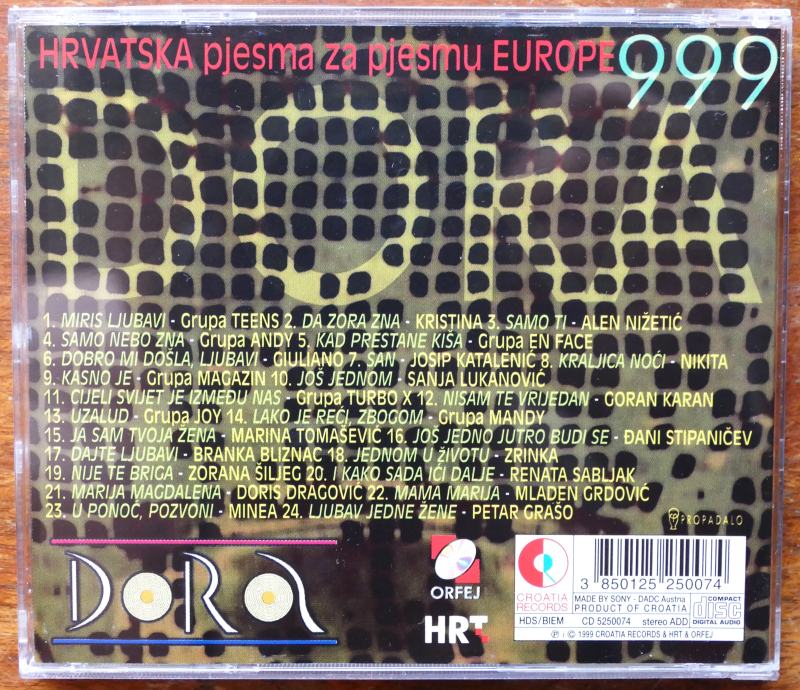 HRVATSKA pjesma za pjesmu EUROPE 999
DORA
1. MIRIS LJUBAVI - Grupa TEENS 2. DA ZORA ZNA - KRISTINA 3. SAMO TI - ALEN NIŽETIĆ
4. SAMO NEBO ZNA - Grupa ANDY 5. KAD PRESTANE KIŠA - Grupa EN FACE
6. DOBRO MI DOŠLA, LJUBAVI - GIULIANO 7. SAN - JOSIP KATALENIĆ 8. KRALJICA NOĆI - NIKITA
9. KASNO JE - Grupa MAGAZIN 10. JOŠ JEDNOM - SANJA LUKANOVIĆ
11. CIJELI SVIJET JE IZMEĐU NAS - Grupa TURBO X 12. NISAM TE VRIJEDAN - GORAN KARAN
13. UZALUD - Grupa JOY 14. LAKO JE REĆI, ZBOGOM - Grupa MANDY
15. JA SAM TVOJA ŽENA - MARINA TOMAŠEVIĆ 16. JOŠ JEDNO JUTRO BUDI SE - ĐANI STIPANIČEV
17. DAJTE LJUBAVI - BRANKA BLIZNAC 18. JEDNOM U ŽIVOTU - ZRINKA
19. NIJE TE BRIGA - ZORANA ŠILJEG 20. I KAKO SADA IĆI DALJE - RENATA SABLJAK
21. MARIJA MAGDALENA - DORIS DRAGOVIĆ 22. MAMA MARIJA - MLADEN GRDOVIĆ
23. U PONOĆ, POZVONI - MINEA 24. LJUBAV JEDNE ŽENE - PETAR GRAŠO
PROPADALO
DORA
ORFEJ
HRT
CROATIA
RECORDS
HDS/BIEM
3 850125 250074
MADE BY SONY - DADC Austria
PRODUCT OF CROATIA
CD 5250074 stereo ADD
COMPACT
disc
DIGITAL AUDIO
Ⓟ i © 1999 CROATIA RECORDS & HRT & ORFEJ